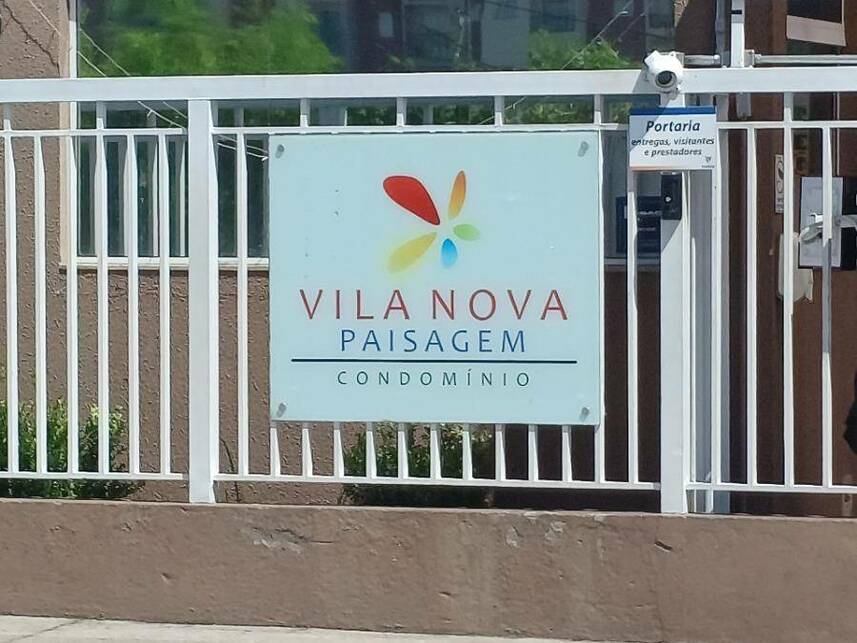 Portaria
entregas, visitantes
e prestadores
VILA NOVA
PAISAGEM
CONDOMÍNIO